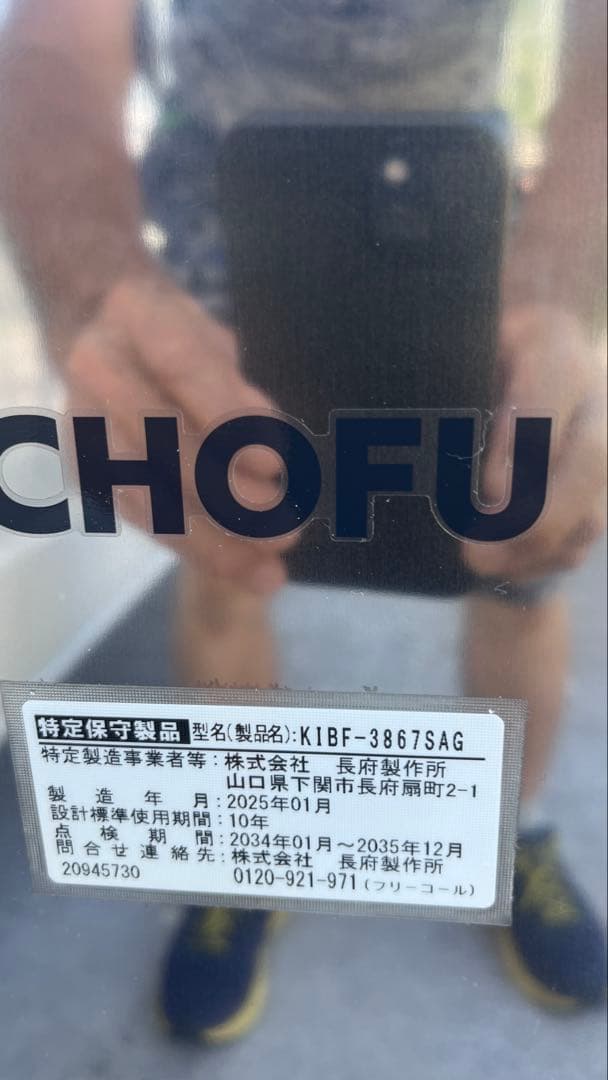 CHOFU
特定保守製品 型名(製品名):KIBF-3867SAG
特定製造事業者等:株式会社 長府製作所
山口県下関市長府扇町2-1
製造年月:2025年01月
設計標準使用期間:10年
点検期間:2034年01月～2035年12月
問合せ連絡先:株式会社 長府製作所
20945730 0120-921-971(フリーコール)